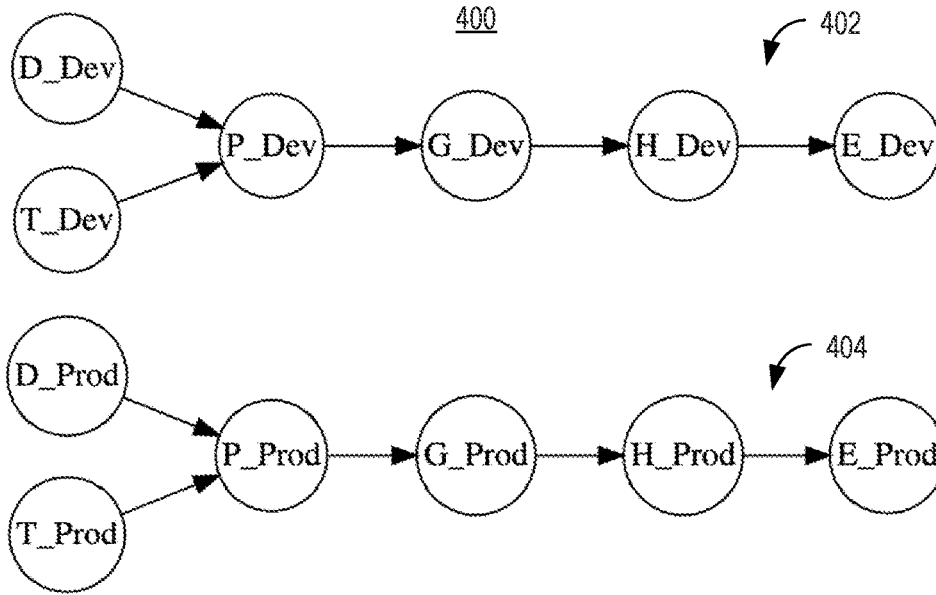 400
402
D_Dev
P_Dev
G_Dev
H_Dev
E_Dev
T_Dev
404
D_Prod
P_Prod
G_Prod
H_Prod
E_Prod
T_Prod